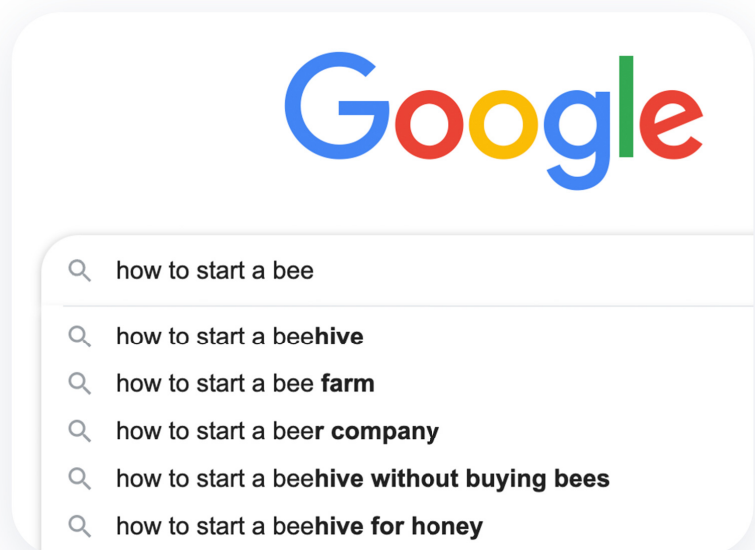 Google
how to start a bee
how to start a beehive
how to start a bee farm
how to start a beer company
how to start a beehive without buying bees
how to start a beehive for honey